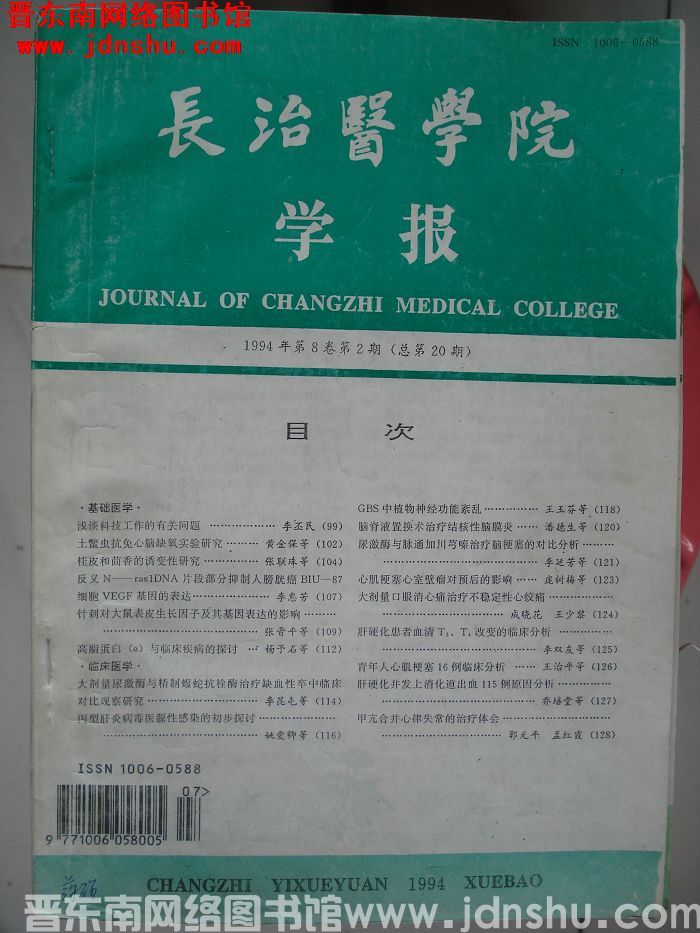 晋东南网络图书馆
www.jdnshu.com
ISSN 1006—0588
長治醫學院
学报
JOURNAL OF CHANGZHI MEDICAL COLLEGE
1994年第8卷第2期(总第20期)
目 次
·基础医学·
浅谈科技工作的有关问题 ……………… 李丕民(99)
土鳖虫抗兔心脑缺氧实验研究 ……… 黄金保等(102)
桂皮和茴香的诱变性研究 …………… 张联珠等(104)
反义N——ras1DNA片段部分抑制人膀胱癌BIU—87
细胞VEGF基因的表达 ……………… 李惠芳(107)
针刺对大鼠表皮生长因子及其基因表达的影响 ………
……………………………… 张晋平等(109)
高脂蛋白(α)与临床疾病的探讨 … 杨于石等(112)
·临床医学·
大剂量尿激酶与精制蝮蛇抗栓酶治疗缺血性卒中临床
对比观察研究 ……………………… 李昆屯等(114)
丙型肝炎病毒医源性感染的初步探讨 …………………
……………………………… 姚爱卿等(116)
GBS中植物神经功能紊乱 …………… 王玉芬等(118)
脑脊液置换术治疗结核性脑膜炎 …… 潘德生等(120)
尿激酶与脉通加川芎嗪治疗脑梗塞的对比分析 ………
……………………………… 李延芳等(121)
心肌梗塞心室壁瘤对预后的影响 …… 庞树梅等(123)
大剂量口服消心痛治疗不稳定性心绞痛 ………………
……………………… 成晓花 王少黎(124)
肝硬化患者血清T₃、T₄改变的临床分析 ………………
……………………………… 李双友等(125)
青年人心肌梗塞16例临床分析 …… 王治平等(126)
肝硬化并发上消化道出血115例原因分析 ……………
……………………………… 乔培堂等(127)
甲亢合并心律失常的治疗体会 …………………………
……………………… 郭元平 孟红霞(128)
ISSN 1006-0588
07>
9 771006 058005
CHANGZHI YIXUEYUAN 1994 XUEBAO
晋东南网络图书馆www.jdnshu.com